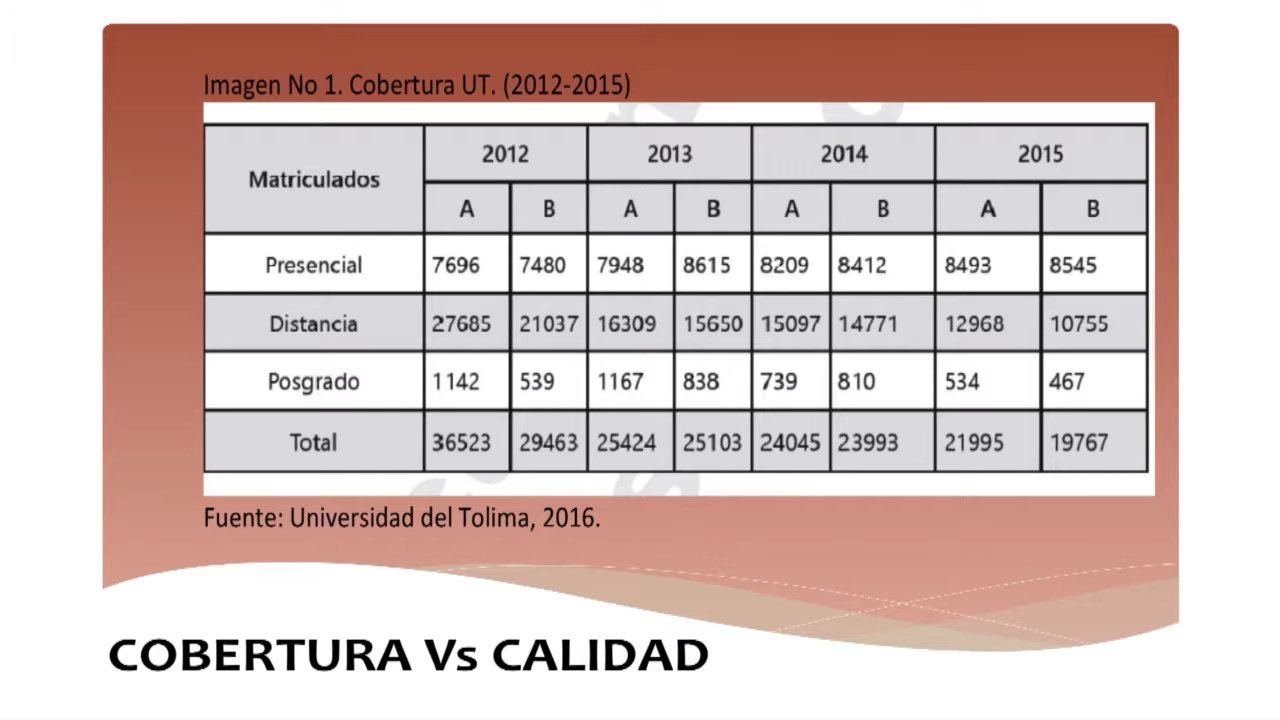 Imagen No 1. Cobertura UT. (2012-2015)
Matriculados 2012 2013 2014 2015
A B A B A B A B
Presencial 7696 7480 7948 8615 8209 8412 8493 8545
Distancia 27685 21037 16309 15650 15097 14771 12968 10755
Posgrado 1142 539 1167 838 739 810 534 467
Total 36523 29463 25424 25103 24045 23993 21995 19767
Fuente: Universidad del Tolima, 2016.
COBERTURA Vs CALIDAD